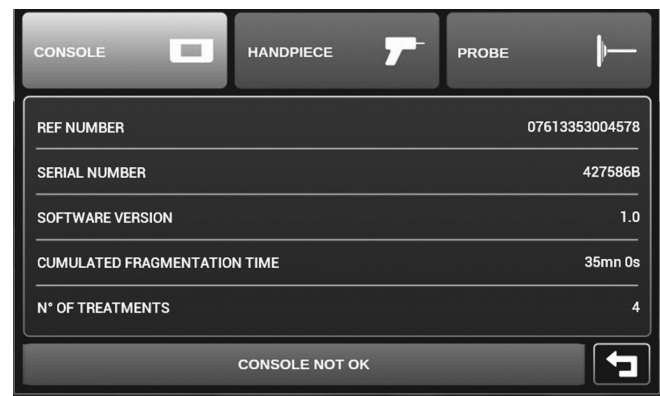 CONSOLE HANDPIECE PROBE
REF NUMBER 07613353004578
SERIAL NUMBER 427586B
SOFTWARE VERSION 1.0
CUMULATED FRAGMENTATION TIME 35mn 0s
N° OF TREATMENTS 4
CONSOLE NOT OK